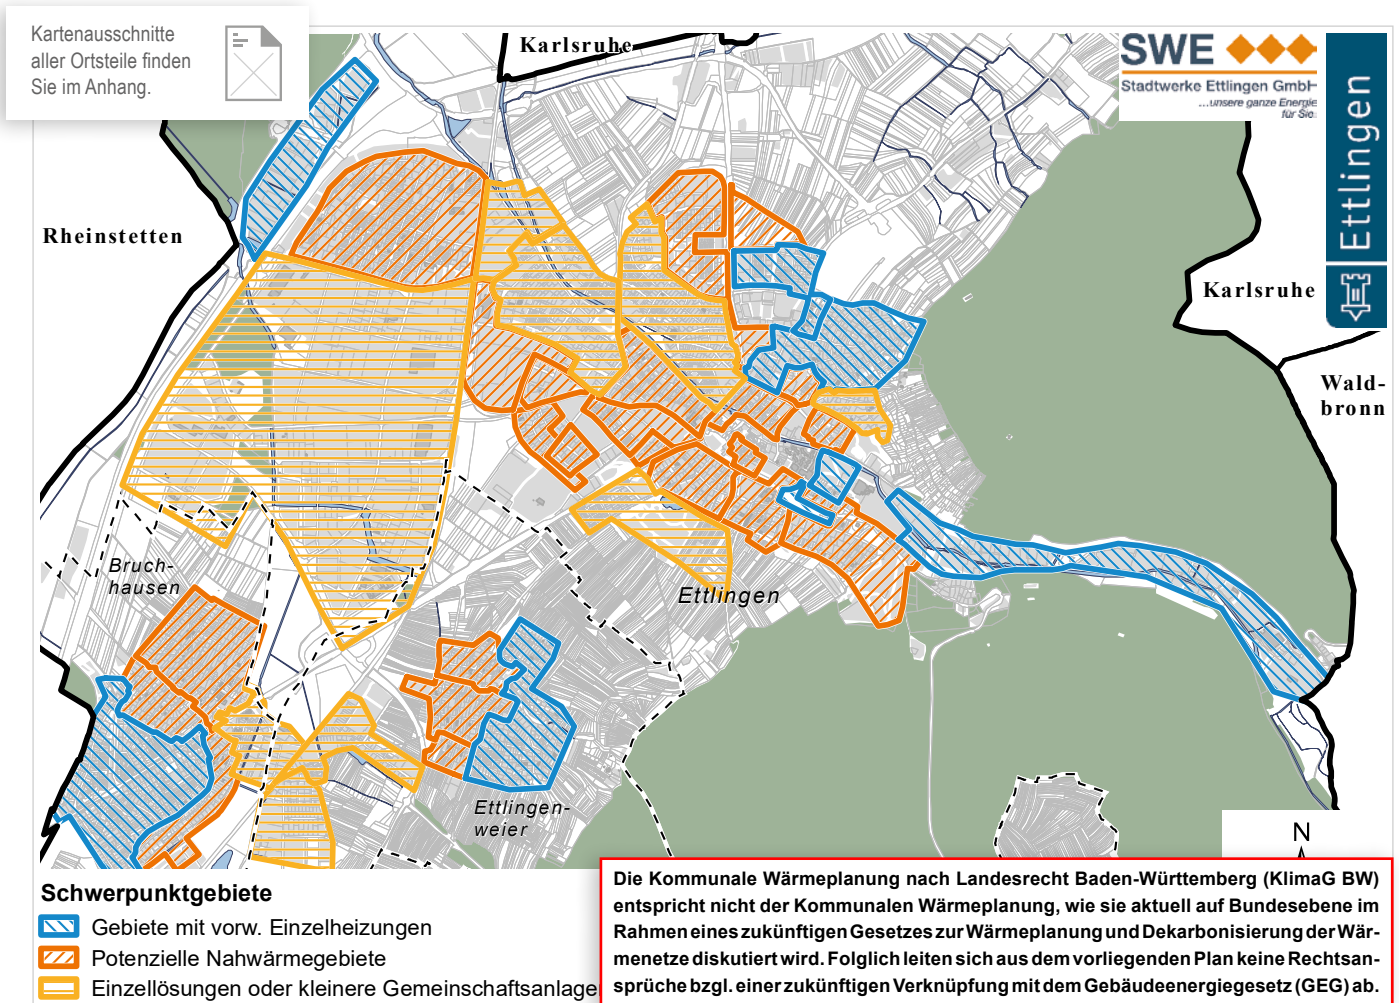 Kartenausschnitte
aller Ortsteile finden
Sie im Anhang.
Karlsruhe
SWE
Stadtwerke Ettlingen GmbH
...unsere ganze Energie
für Sie.
Ettlingen
Rheinstetten
Karlsruhe
Wald-
bronn
Bruch-
hausen
Ettlingen
Ettlingen-
weier
N
Schwerpunktgebiete
Gebiete mit vorw. Einzelheizungen
Potenzielle Nahwärmegebiete
Einzellösungen oder kleinere Gemeinschaftsanlage
Die Kommunale Wärmeplanung nach Landesrecht Baden-Württemberg (KlimaG BW)
entspricht nicht der Kommunalen Wärmeplanung, wie sie aktuell auf Bundesebene im
Rahmen eines zukünftigen Gesetzes zur Wärmeplanung und Dekarbonisierung der Wär-
menetze diskutiert wird. Folglich leiten sich aus dem vorliegenden Plan keine Rechtsan-
sprüche bzgl. einer zukünftigen Verknüpfung mit dem Gebäudeenergiegesetz (GEG) ab.